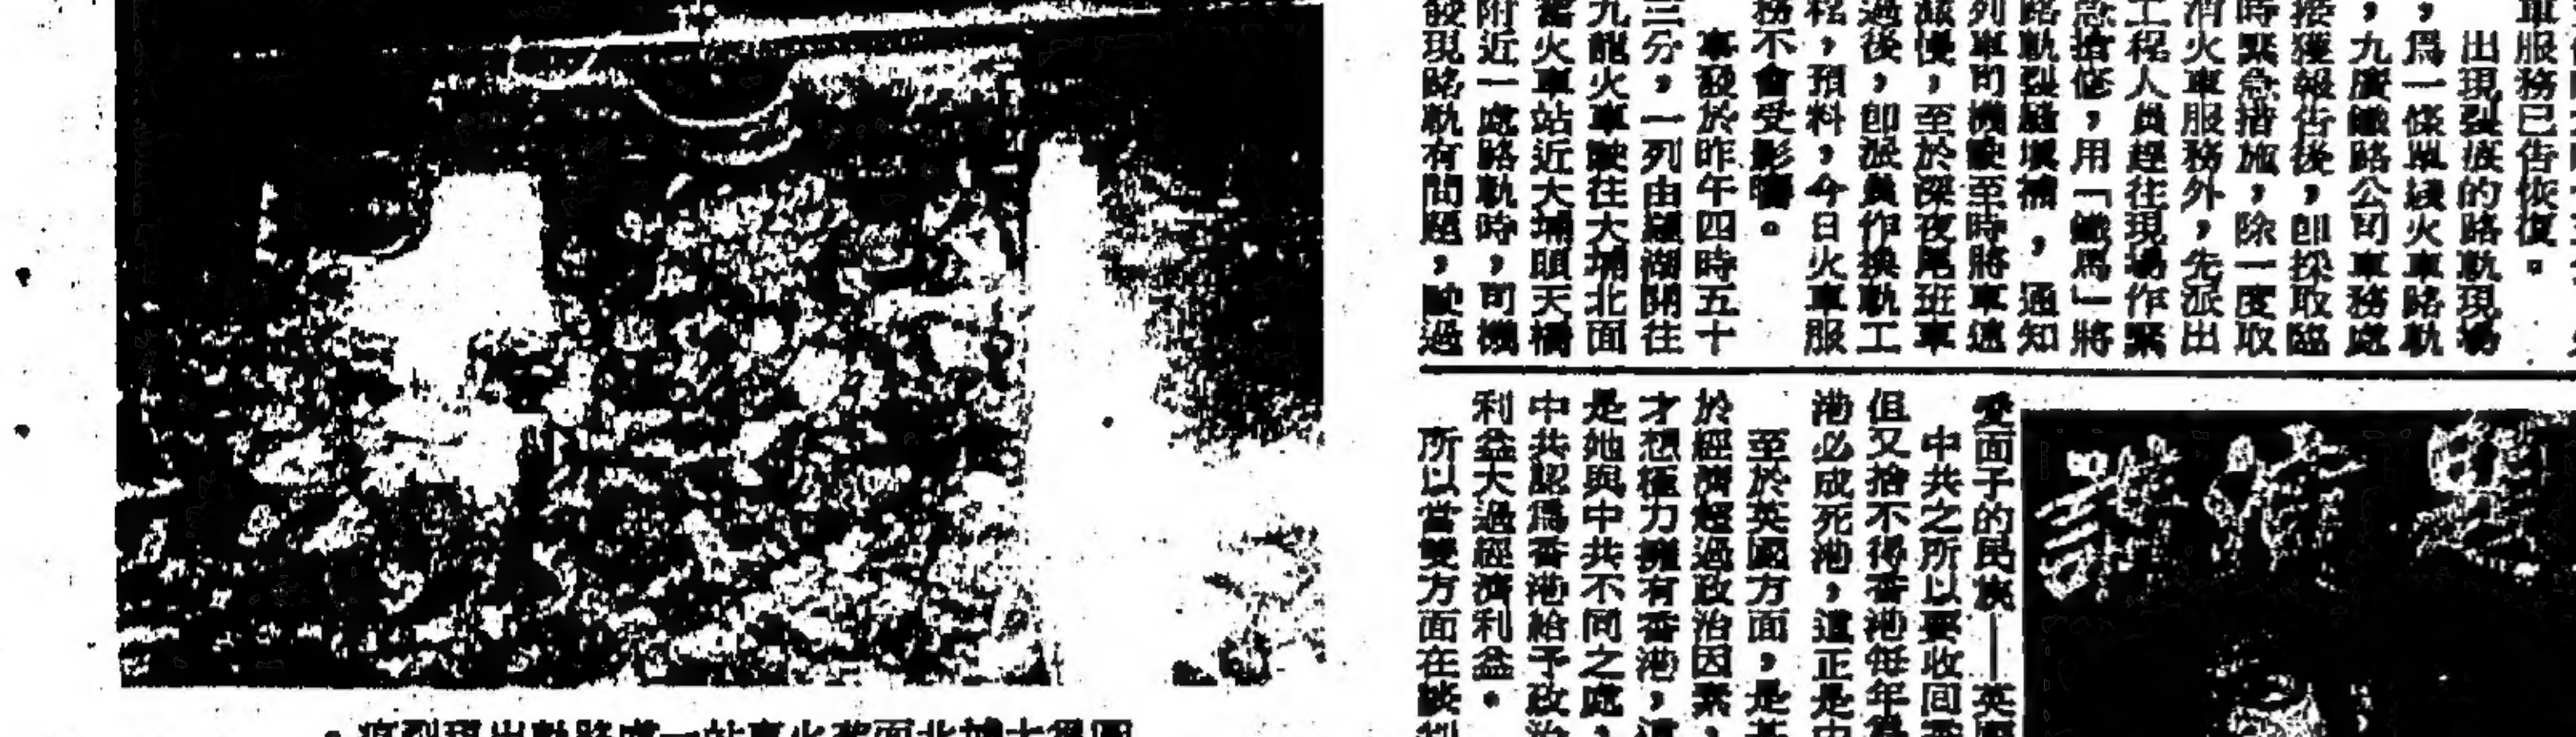 車服務已告恢復。
出現裂痕的路軌現場
，爲一條單綫火車路軌
，九廣鐵路公司車務處
接獲報告後，卽採取臨
時緊急措施，除一度取
消火車服務外，先派出
工程人員趕往現場作緊
急搶修，用「鐵馬」將
路軌裂縫填補，通知
列車司機駛至時將車速
減慢，至於深夜尾班車
過後，卽派員作換軌工
程，預料，今日火車服
務不會受影響。
事發於昨午四時五十
三分，一列由羅湖開往
九龍火車駛往大埔北面
舊火車站近大埔頭天橋
附近一處路軌時，司機
發現路軌有問題，駛過
愛面子的民族——英
中共之所以要收回
但又捨不得香港每年
港必成死港，這正是
至於英國方面，是
於經濟超過政治因素，
才想極力擁有香港，這
是她與中共不同之處，
中共認爲香港給予政治
利益大過經濟利益。
所以當雙方面在談判
圖爲大埔北面舊火車站一處路軌出現裂痕。